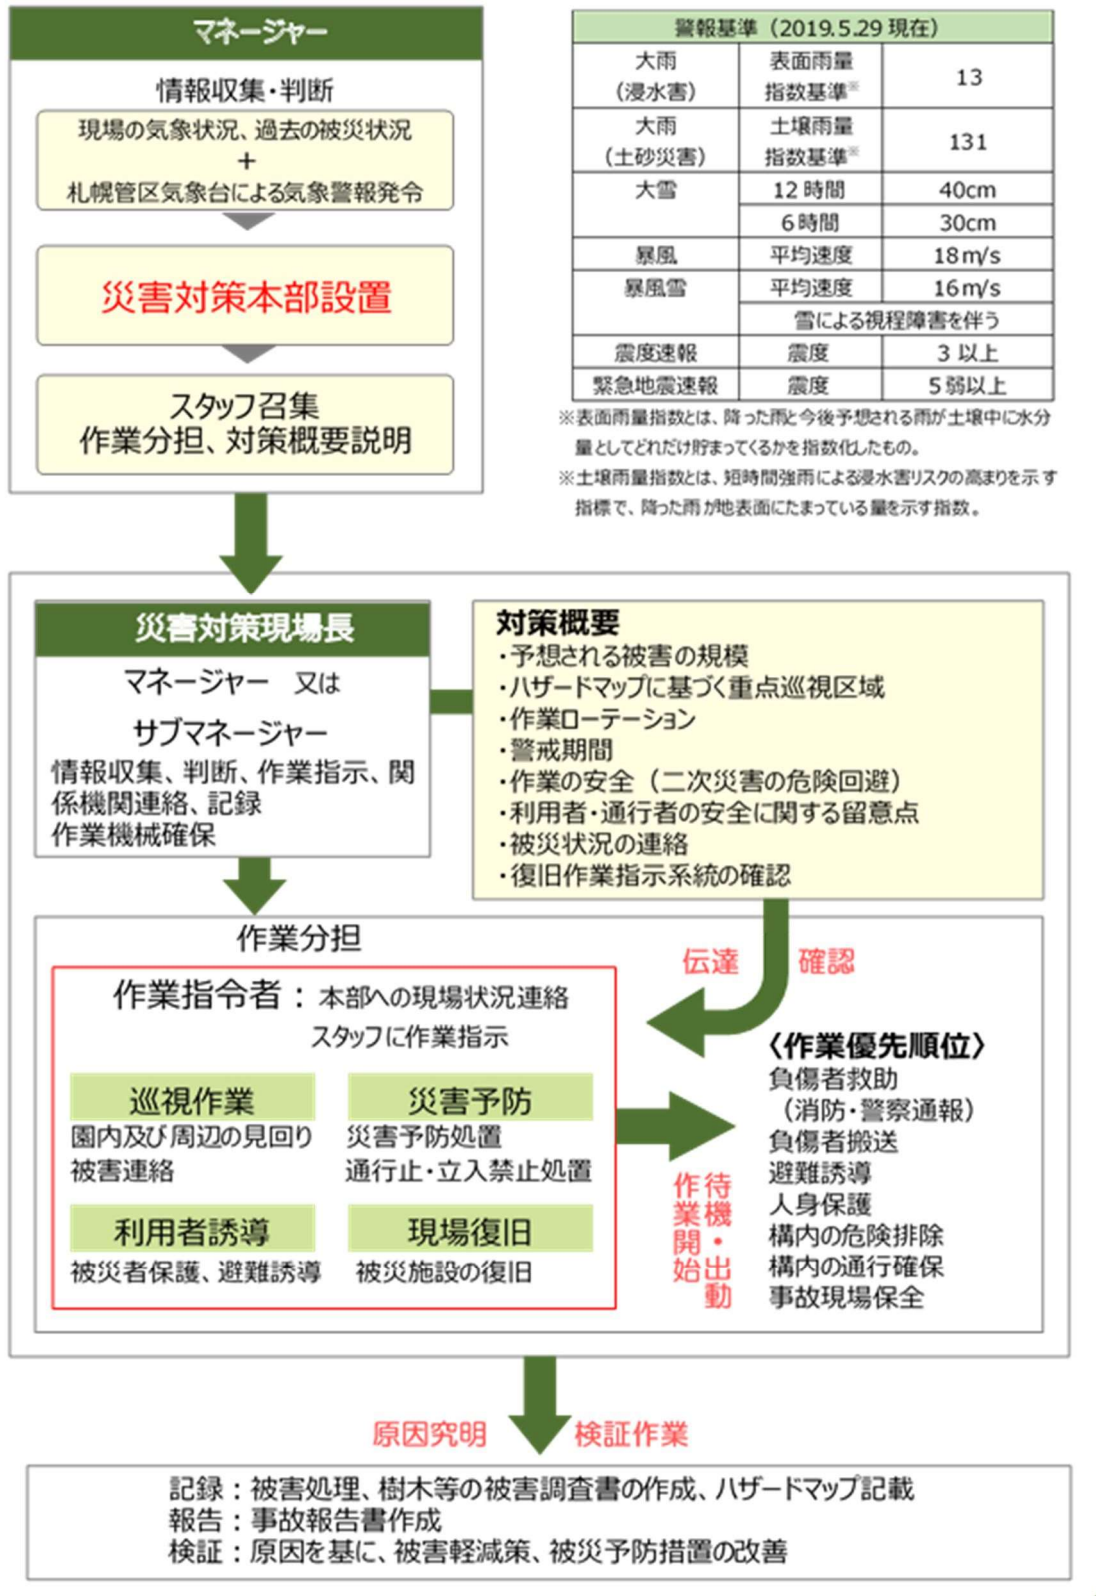 マネージャー
情報収集・判断
現場の気象状況、過去の被災状況
+
札幌管区気象台による気象警報発令
災害対策本部設置
スタッフ召集
作業分担、対策概要説明
警報基準（2019.5.29 現在）
大雨 表面雨量 13
（浸水害） 指数基準※
大雨 土壌雨量 131
（土砂災害） 指数基準※
大雪 12 時間 40cm
6 時間 30cm
暴風 平均速度 18m/s
暴風雪 平均速度 16m/s
雪による視程障害を伴う
震度速報 震度 3 以上
緊急地震速報 震度 5 弱以上
※表面雨量指数とは、降った雨と今後予想される雨が土壌中に水分
量としてどれだけ貯まってくるかを指数化したもの。
※土壌雨量指数とは、短時間強雨による浸水害リスクの高まりを示す
指標で、降った雨が地表面にたまっている量を示す指数。
災害対策現場長
マネージャー 又は
サブマネージャー
情報収集、判断、作業指示、関
係機関連絡、記録
作業機械確保
対策概要
・予想される被害の規模
・ハザードマップに基づく重点巡視区域
・作業ローテーション
・警戒期間
・作業の安全（二次災害の危険回避）
・利用者・通行者の安全に関する留意点
・被災状況の連絡
・復旧作業指示系統の確認
作業分担
伝達 確認
作業指令者：本部への現場状況連絡
スタッフに作業指示
巡視作業
園内及び周辺の見回り
被害連絡
災害予防
災害予防処置
通行止・立入禁止処置
利用者誘導
被災者保護、避難誘導
現場復旧
被災施設の復旧
待機・出動
作業開始
〈作業優先順位〉
負傷者救助
（消防・警察通報）
負傷者搬送
避難誘導
人身保護
構内の危険排除
構内の通行確保
事故現場保全
原因究明 検証作業
記録：被害処理、樹木等の被害調査書の作成、ハザードマップ記載
報告：事故報告書作成
検証：原因を基に、被害軽減策、被災予防措置の改善